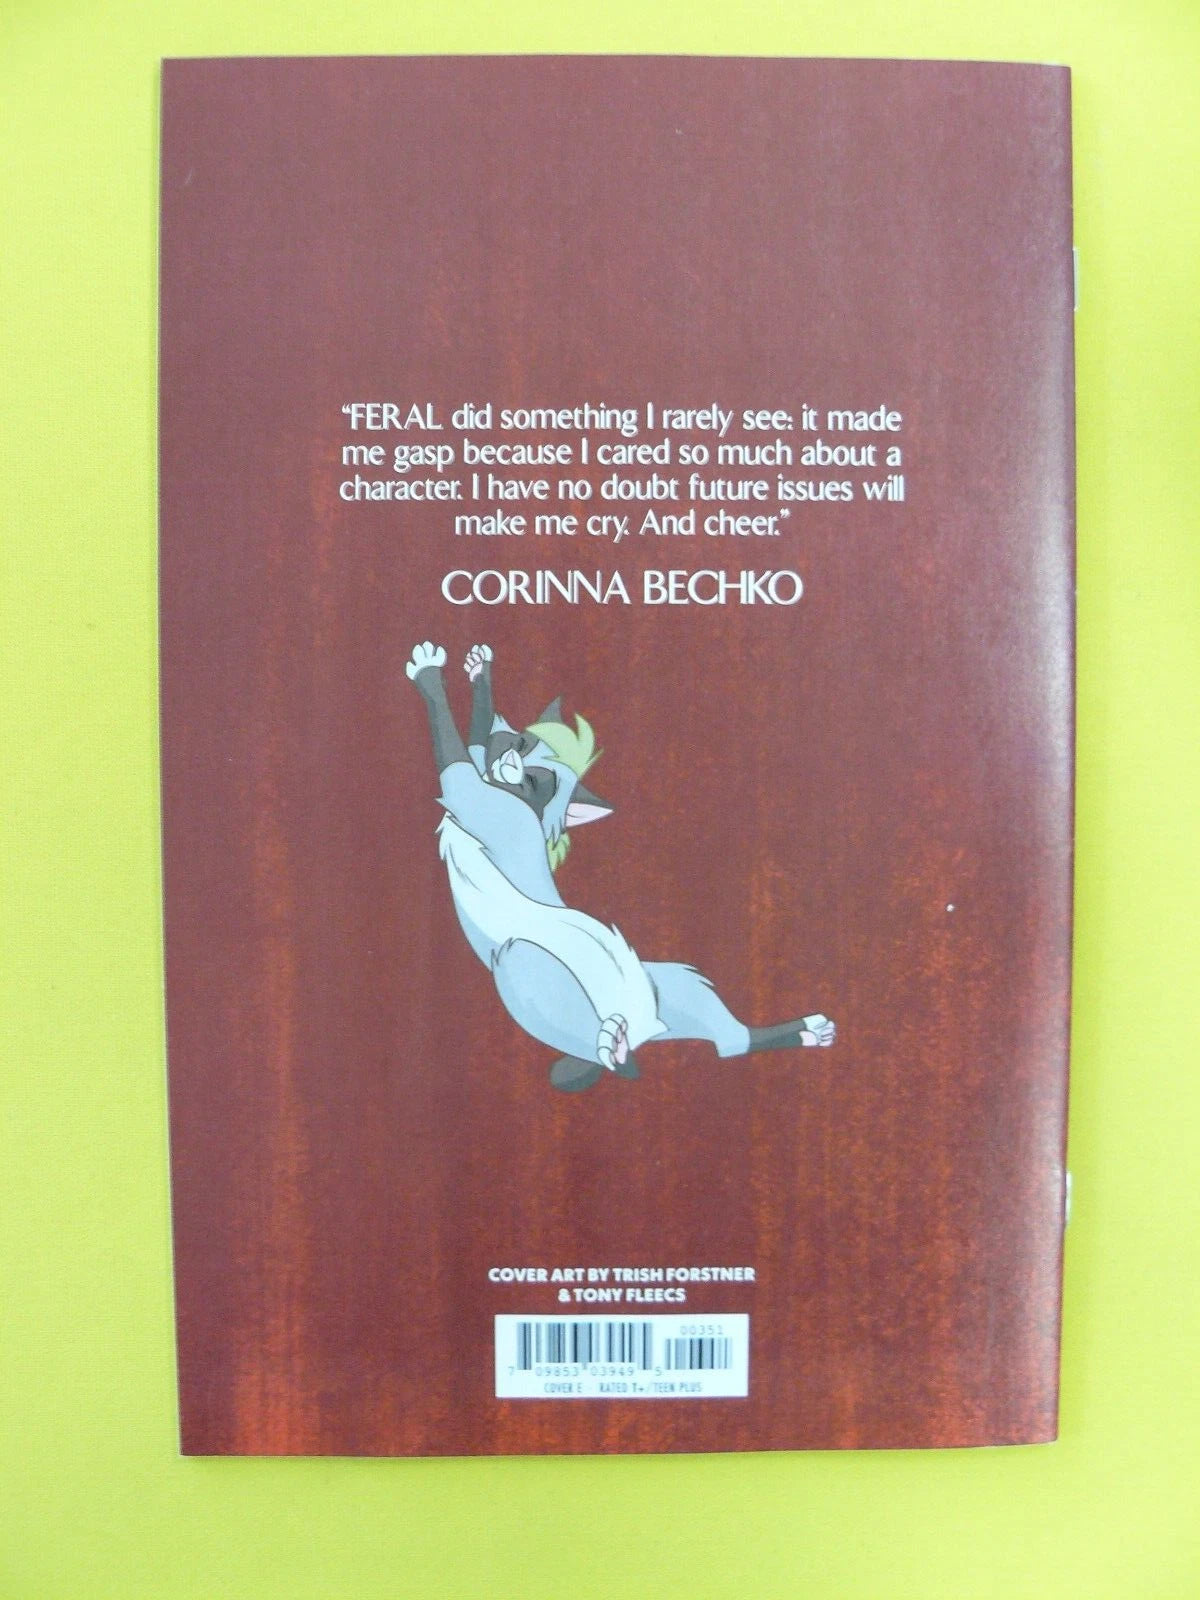 “FERAL did something I rarely see: it made
me gasp because I cared so much about a
character. I have no doubt future issues will
make me cry. And cheer.”
CORINNA BECHKO
COVER ART BY TRISH FORSTNER
& TONY FLEECS
00351
7 09853 03949 5
COVER E RATED T+/TEEN PLUS